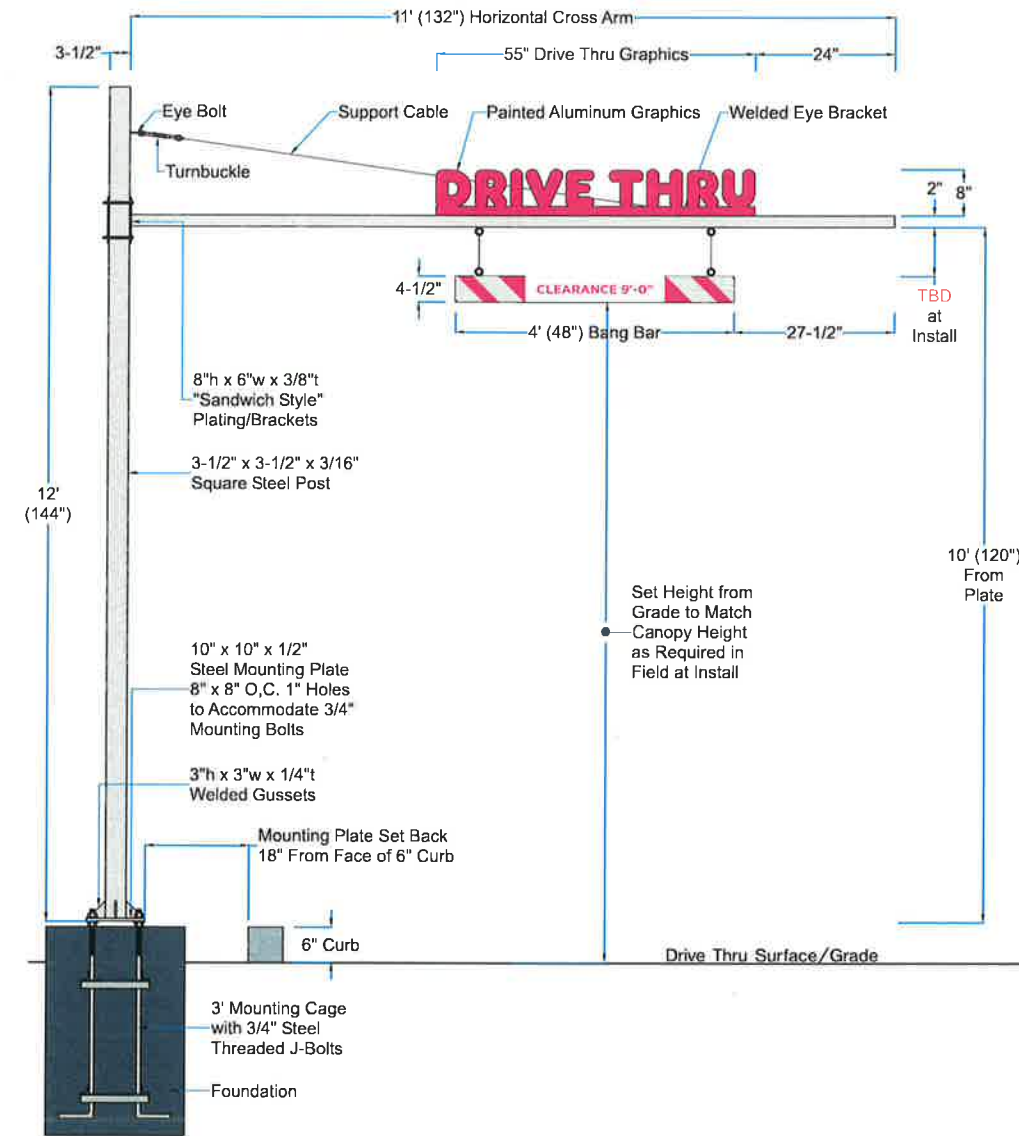 11' (132") Horizontal Cross Arm
3-1/2"
55" Drive Thru Graphics
24"
Eye Bolt
Support Cable
Painted Aluminum Graphics
Welded Eye Bracket
Turnbuckle
DRIVE THRU
2"
8"
4-1/2"
CLEARANCE 9'-0"
TBD
at
Install
4' (48") Bang Bar
27-1/2"
8"h x 6"w x 3/8"t
"Sandwich Style"
Plating/Brackets
3-1/2" x 3-1/2" x 3/16"
Square Steel Post
12'
(144")
10' (120")
From
Plate
Set Height from
Grade to Match
Canopy Height
as Required in
Field at Install
10" x 10" x 1/2"
Steel Mounting Plate
8" x 8" O,C. 1" Holes
to Accommodate 3/4"
Mounting Bolts
3"h x 3"w x 1/4"t
Welded Gussets
Mounting Plate Set Back
18" From Face of 6" Curb
6" Curb
Drive Thru Surface/Grade
3' Mounting Cage
with 3/4" Steel
Threaded J-Bolts
Foundation